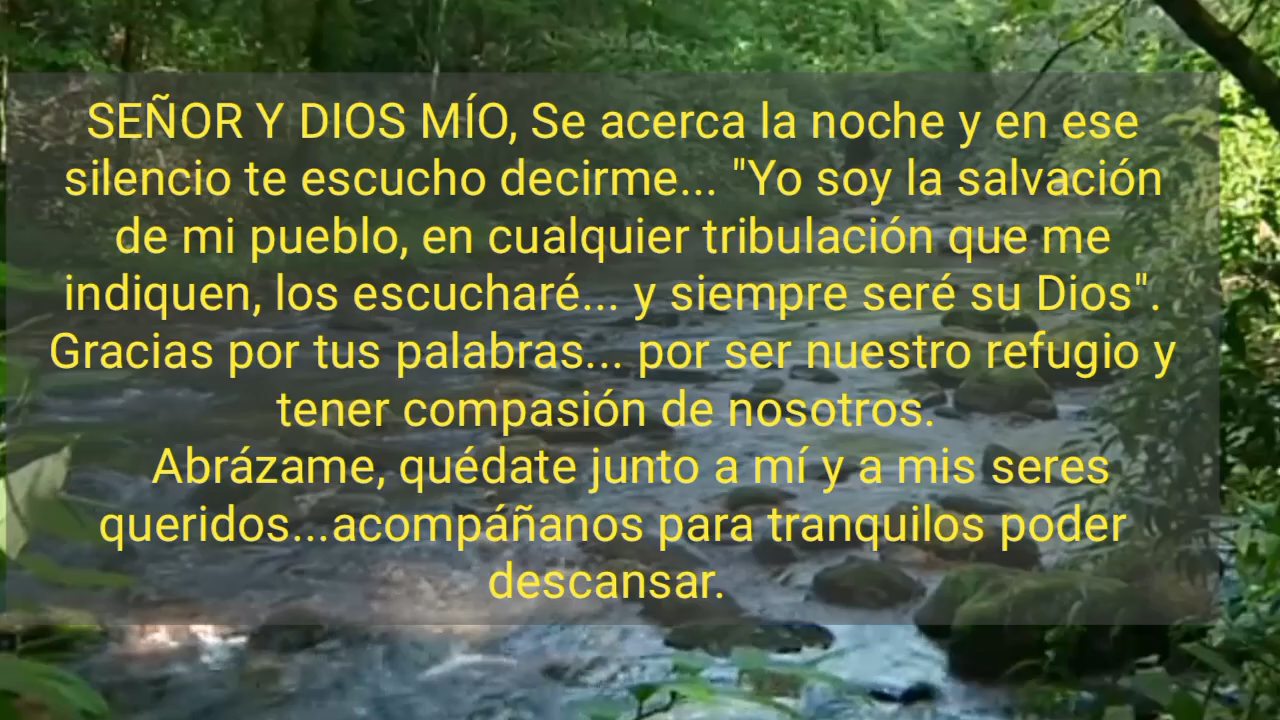 SEÑOR Y DIOS MÍO, Se acerca la noche y en ese
silencio te escucho decirme... "Yo soy la salvación
de mi pueblo, en cualquier tribulación que me
indiquen, los escucharé... y siempre seré su Dios".
Gracias por tus palabras... por ser nuestro refugio y
tener compasión de nosotros.
Abrázame, quédate junto a mí y a mis seres
queridos...acompáñanos para tranquilos poder
descansar.